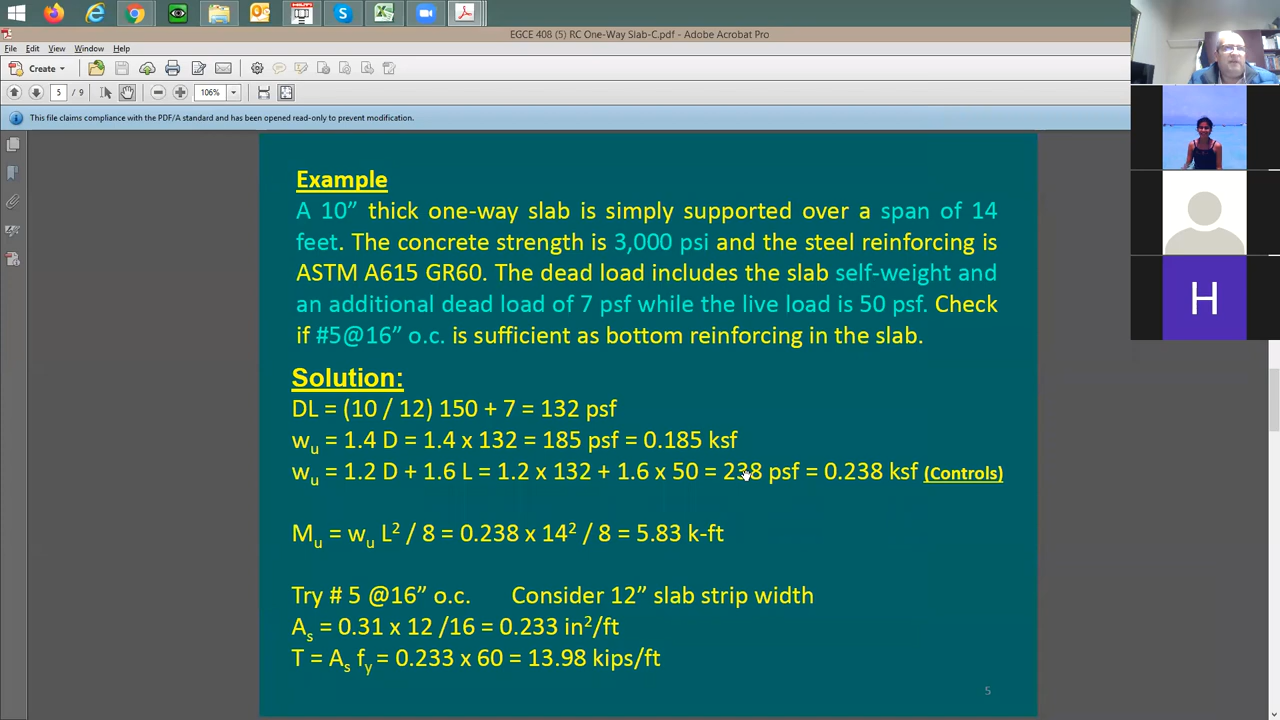 EGCE 408 (5) RC One-Way Slab-C.pdf - Adobe Acrobat Pro
File Edit View Window Help
Create
5 / 9 106%
This file claims compliance with the PDF/A standard and has been opened read-only to prevent modification.
Example
A 10” thick one-way slab is simply supported over a span of 14
feet. The concrete strength is 3,000 psi and the steel reinforcing is
ASTM A615 GR60. The dead load includes the slab self-weight and
an additional dead load of 7 psf while the live load is 50 psf. Check
if #5@16” o.c. is sufficient as bottom reinforcing in the slab.
Solution:
DL = (10 / 12) 150 + 7 = 132 psf
wu = 1.4 D = 1.4 x 132 = 185 psf = 0.185 ksf
wu = 1.2 D + 1.6 L = 1.2 x 132 + 1.6 x 50 = 238 psf = 0.238 ksf (Controls)
Mu = wu L² / 8 = 0.238 x 14² / 8 = 5.83 k-ft
Try # 5 @16” o.c. Consider 12” slab strip width
As = 0.31 x 12 /16 = 0.233 in²/ft
T = As fy = 0.233 x 60 = 13.98 kips/ft
5
H